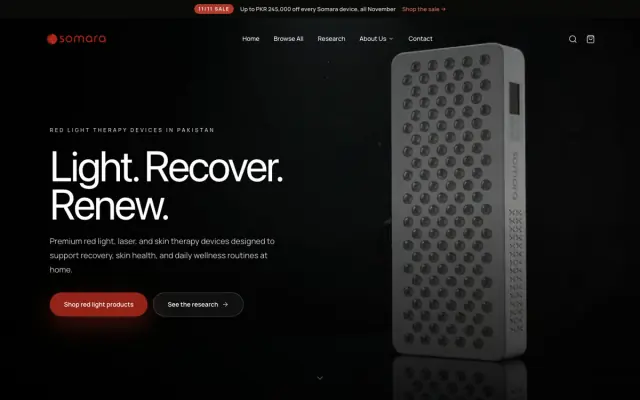 11/11 SALE Up to PKR 245,000 off every Somara device, all November Shop the sale →
somara Home Browse All Research About Us Contact
RED LIGHT THERAPY DEVICES IN PAKISTAN
Light. Recover.
Renew.
Premium red light, laser, and skin therapy devices designed to
support recovery, skin health, and daily wellness routines at
home.
Shop red light products See the research →
somara